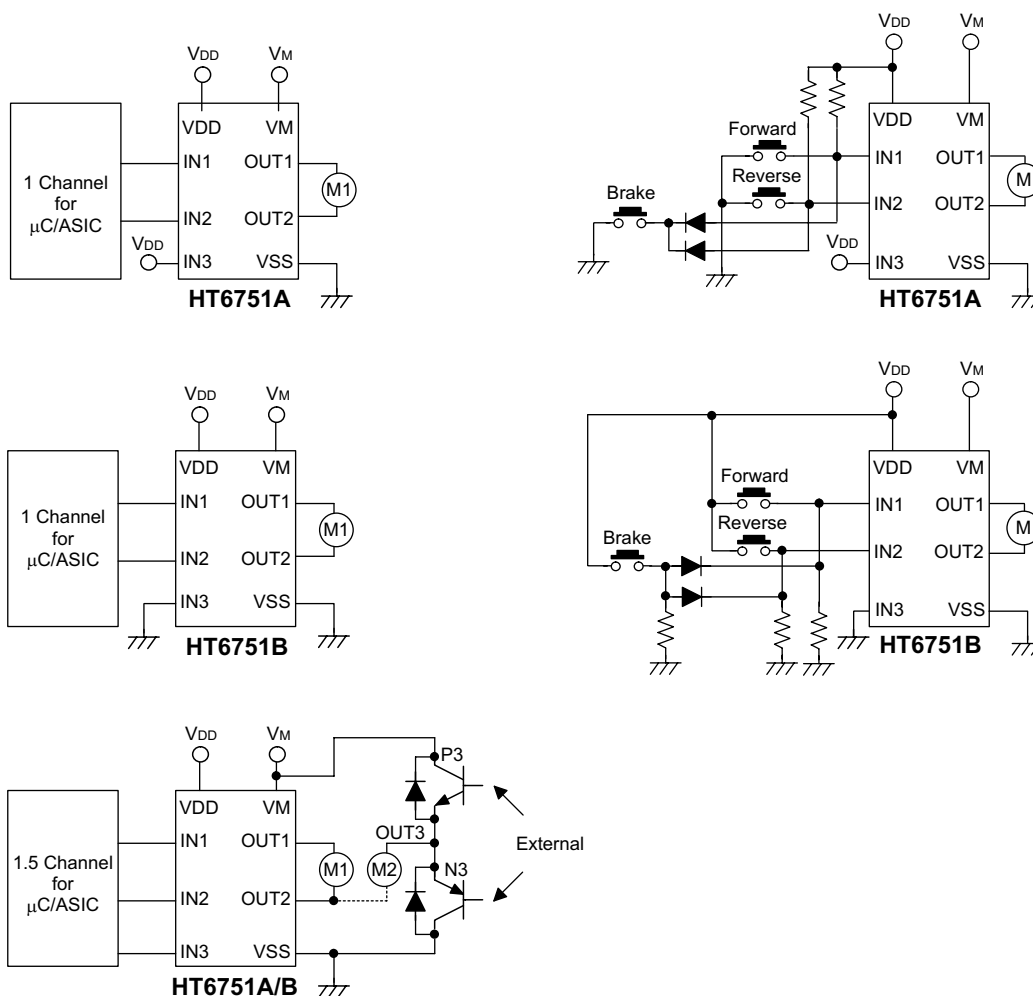 VDD
VM
1 Channel
for
μC/ASIC
VDD
VM
IN1
OUT1
M1
IN2
OUT2
VDD
IN3
VSS
HT6751A
VDD
VM
Forward
Reverse
Brake
VDD
VM
IN1
OUT1
M
IN2
OUT2
VDD
IN3
VSS
HT6751A
VDD
VM
1 Channel
for
μC/ASIC
VDD
VM
IN1
OUT1
M1
IN2
OUT2
IN3
VSS
HT6751B
VDD
VM
Forward
Reverse
Brake
VDD
VM
IN1
OUT1
M
IN2
OUT2
IN3
VSS
HT6751B
VDD
VM
1.5 Channel
for
μC/ASIC
VDD
VM
IN1
OUT1
M1
IN2
OUT2
IN3
VSS
P3
OUT3
M2
N3
External
HT6751A/B